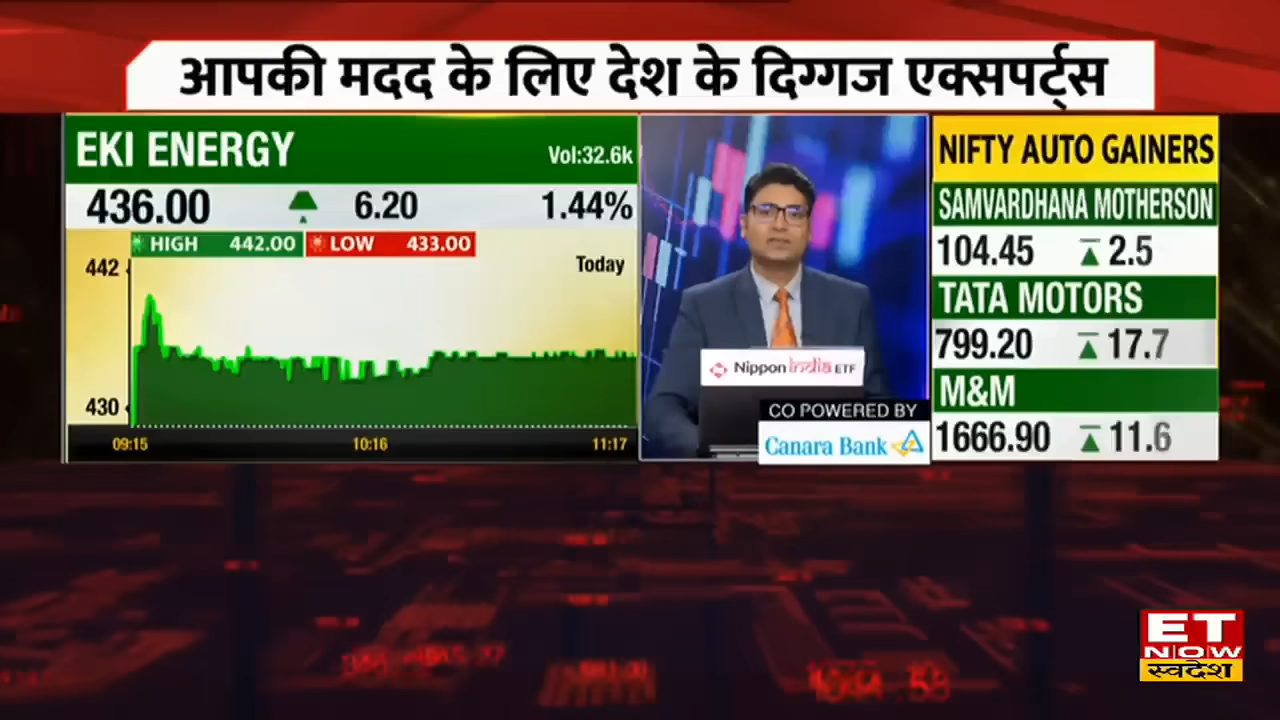 आपकी मदद के लिए देश के दिग्गज एक्सपर्ट्स
EKI ENERGY Vol:32.6k
436.00 6.20 1.44%
HIGH 442.00 LOW 433.00
442 Today
430
09:15 10:16 11:17
Nippon India ETF
CO POWERED BY
Canara Bank
NIFTY AUTO GAINERS
SAMVARDHANA MOTHERSON
104.45 2.5
TATA MOTORS
799.20 17.7
M&M
1666.90 11.6
ET
NOW
स्वदेश